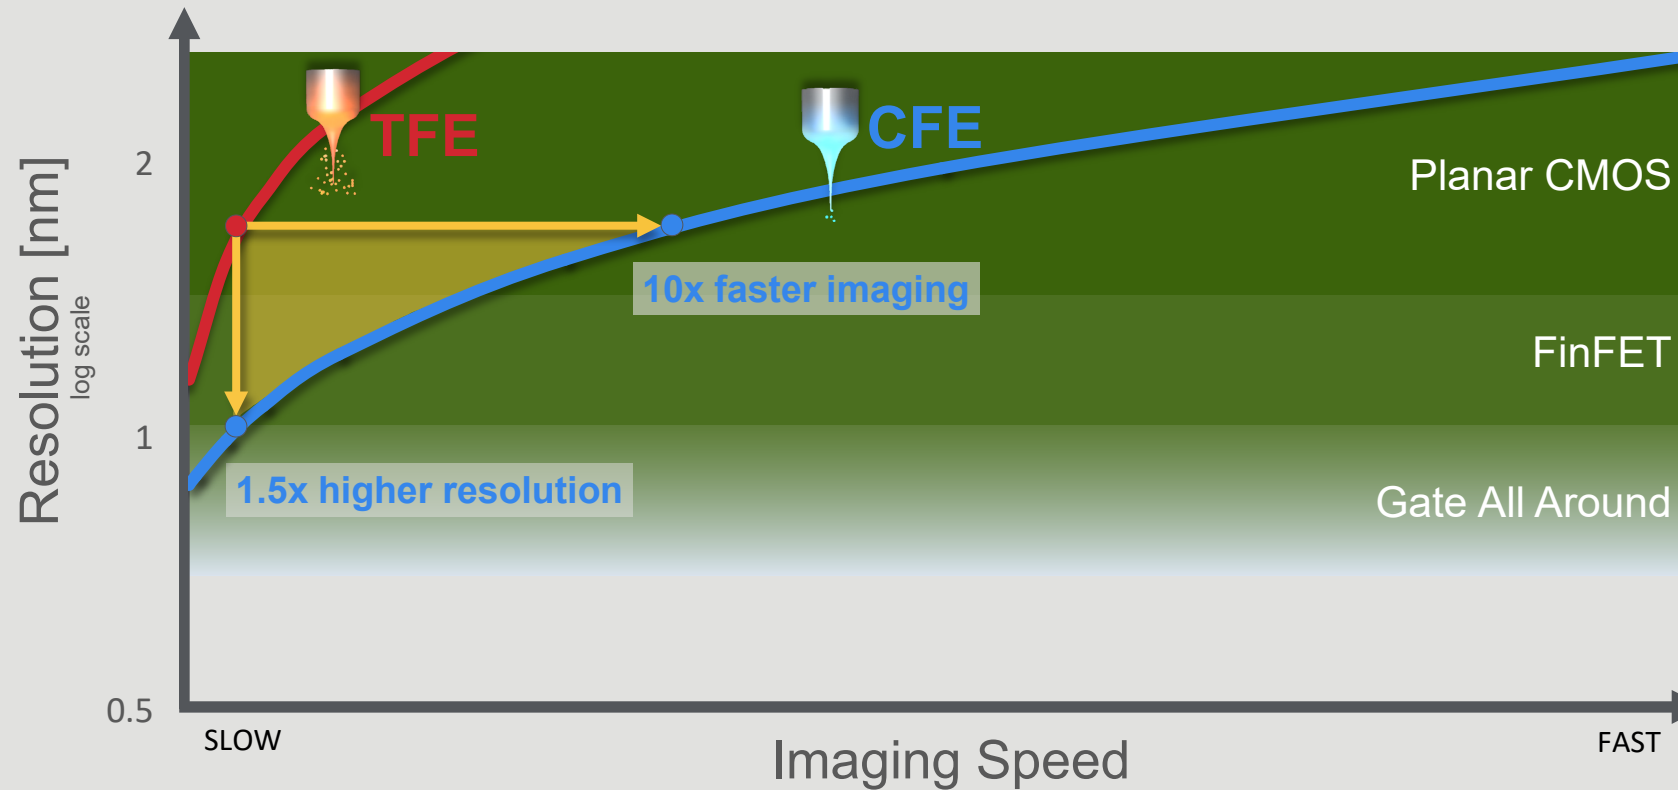 Resolution [nm]
log scale
2
1
0.5
TFE
CFE
Planar CMOS
10x faster imaging
FinFET
1.5x higher resolution
Gate All Around
SLOW
FAST
Imaging Speed